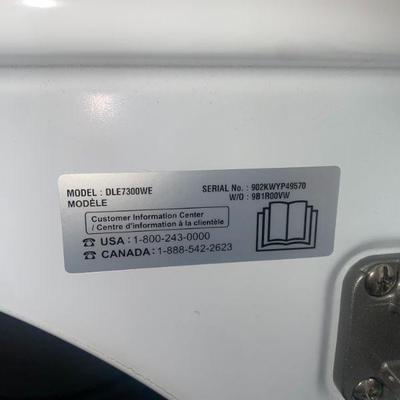 MODEL : DLE7300WE
MODÈLE
SERIAL No. : 902KWYP49570
W/O : 9B1R00VW
Customer Information Center
/ Centre d'information à la clientèle
☎ USA : 1-800-243-0000
☎ CANADA : 1-888-542-2623